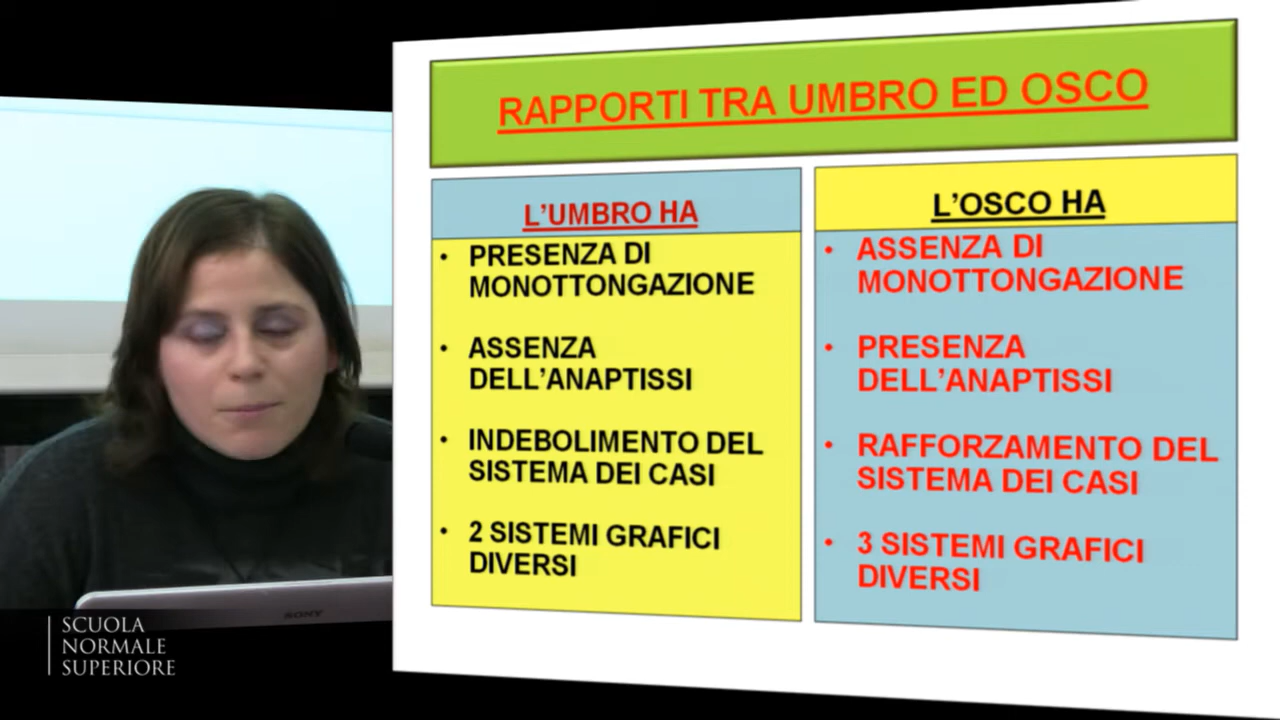 RAPPORTI TRA UMBRO ED OSCO
L'UMBRO HA
• PRESENZA DI
MONOTTONGAZIONE
• ASSENZA
DELL'ANAPTISSI
• INDEBOLIMENTO DEL
SISTEMA DEI CASI
• 2 SISTEMI GRAFICI
DIVERSI
L'OSCO HA
• ASSENZA DI
MONOTTONGAZIONE
• PRESENZA
DELL'ANAPTISSI
• RAFFORZAMENTO DEL
SISTEMA DEI CASI
• 3 SISTEMI GRAFICI
DIVERSI
SONY
SCUOLA
NORMALE
SUPERIORE